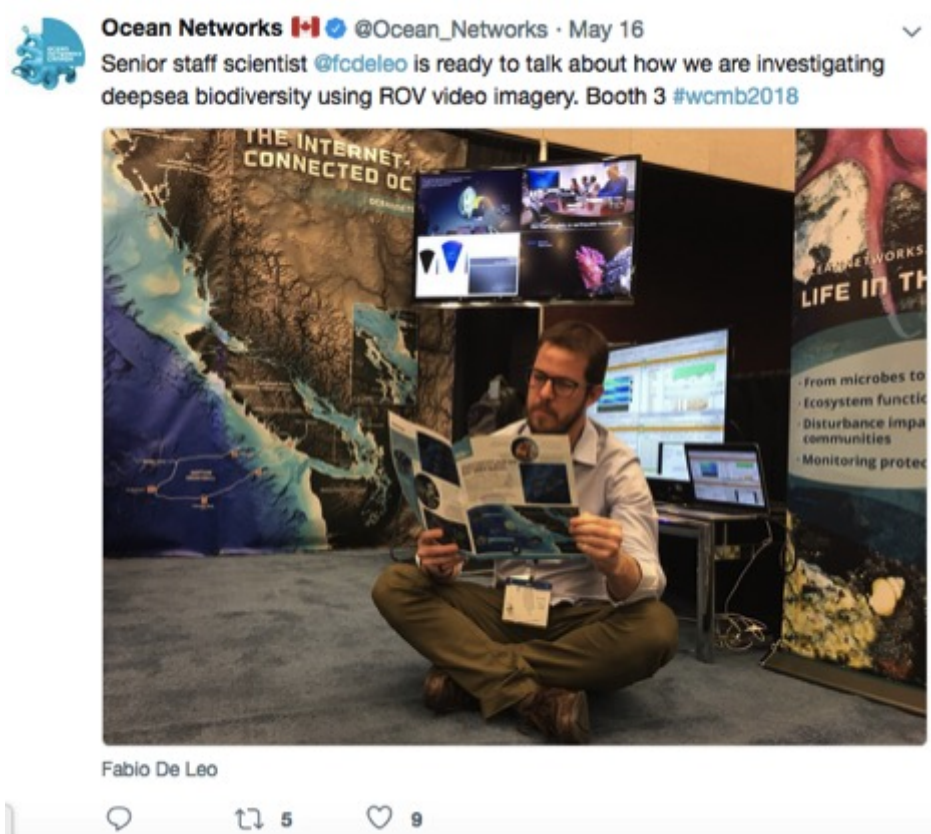 Ocean Networks @Ocean_Networks · May 16
Senior staff scientist @fcdeleo is ready to talk about how we are investigating
deepsea biodiversity using ROV video imagery. Booth 3 #wcmb2018
THE INTERNET-
CONNECTED OC
LIFE IN TH
· From microbes to
· Ecosystem functio
· Disturbance impa
communities
· Monitoring protec
Fabio De Leo
5 9